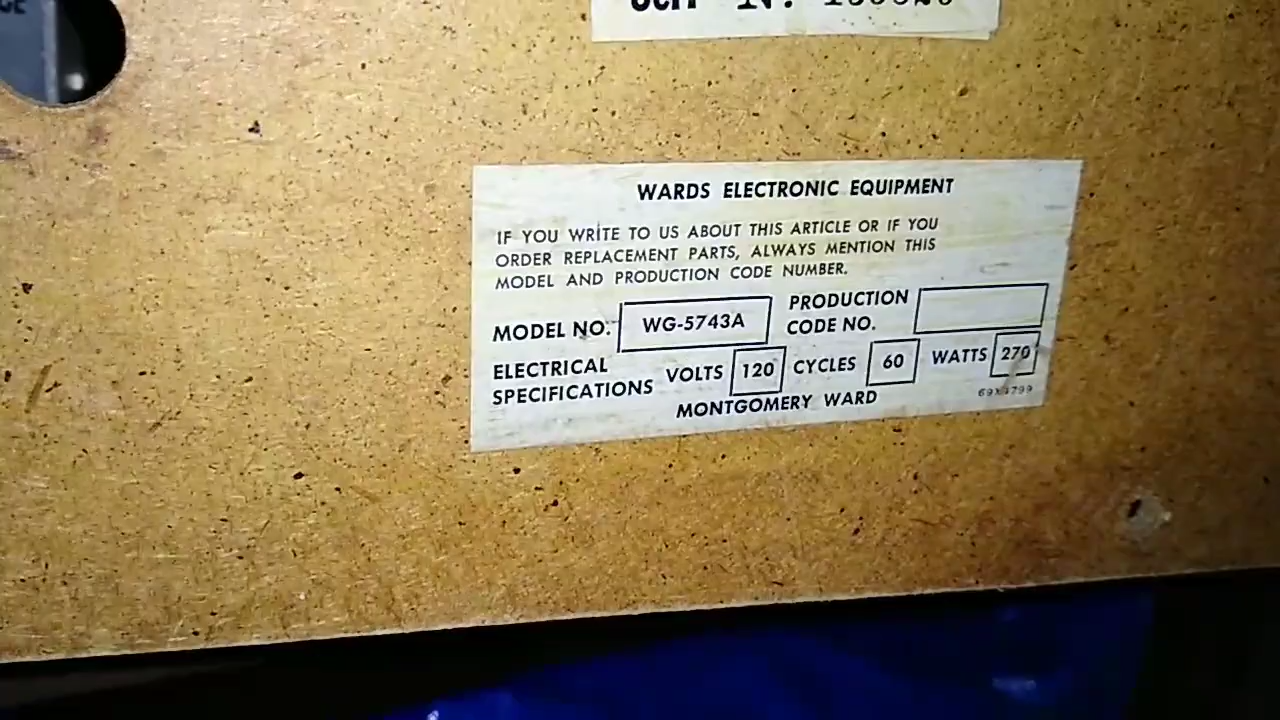 WARDS ELECTRONIC EQUIPMENT
IF YOU WRITE TO US ABOUT THIS ARTICLE OR IF YOU
ORDER REPLACEMENT PARTS, ALWAYS MENTION THIS
MODEL AND PRODUCTION CODE NUMBER.
MODEL NO. WG-5743A PRODUCTION CODE NO.
ELECTRICAL SPECIFICATIONS VOLTS 120 CYCLES 60 WATTS 270
MONTGOMERY WARD